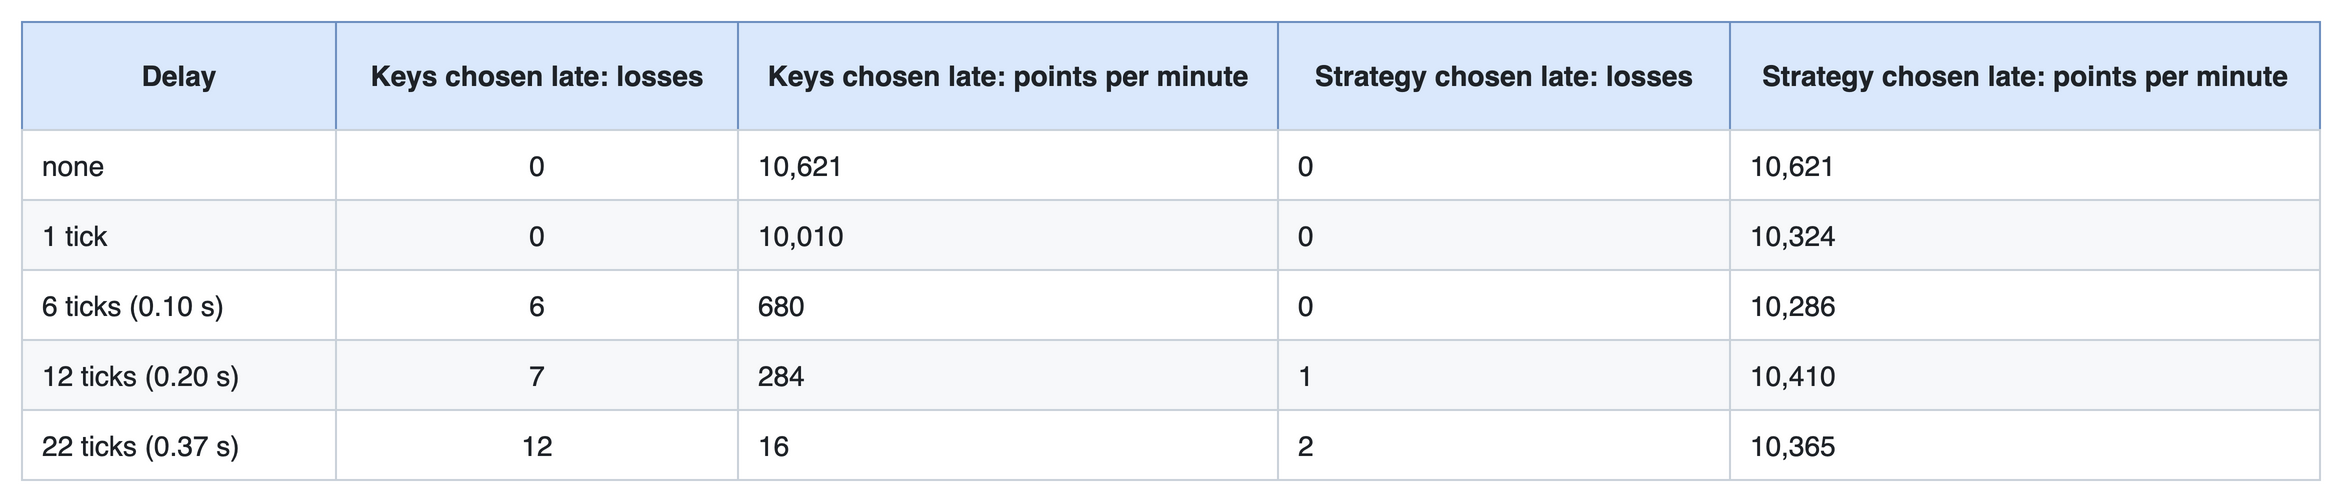 Delay Keys chosen late: losses Keys chosen late: points per minute Strategy chosen late: losses Strategy chosen late: points per minute
none 0 10,621 0 10,621
1 tick 0 10,010 0 10,324
6 ticks (0.10 s) 6 680 0 10,286
12 ticks (0.20 s) 7 284 1 10,410
22 ticks (0.37 s) 12 16 2 10,365